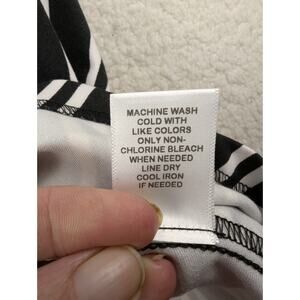 MACHINE WASH
COLD WITH
LIKE COLORS
ONLY NON-
CHLORINE BLEACH
WHEN NEEDED
LINE DRY
COOL IRON
IF NEEDED